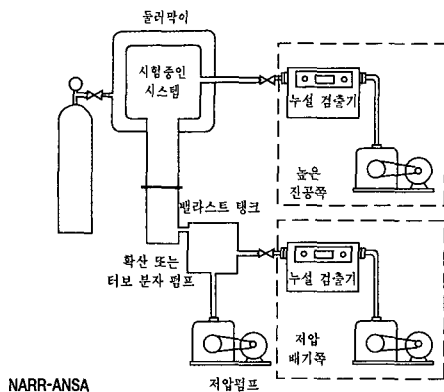 둘러막이
시험중인
시스템
누설 검출기
높은
진공쪽
밸라스트 탱크
확산 또는
터보 분자 펌프
누설 검출기
저압
배기쪽
저압펌프
NARR-ANSA